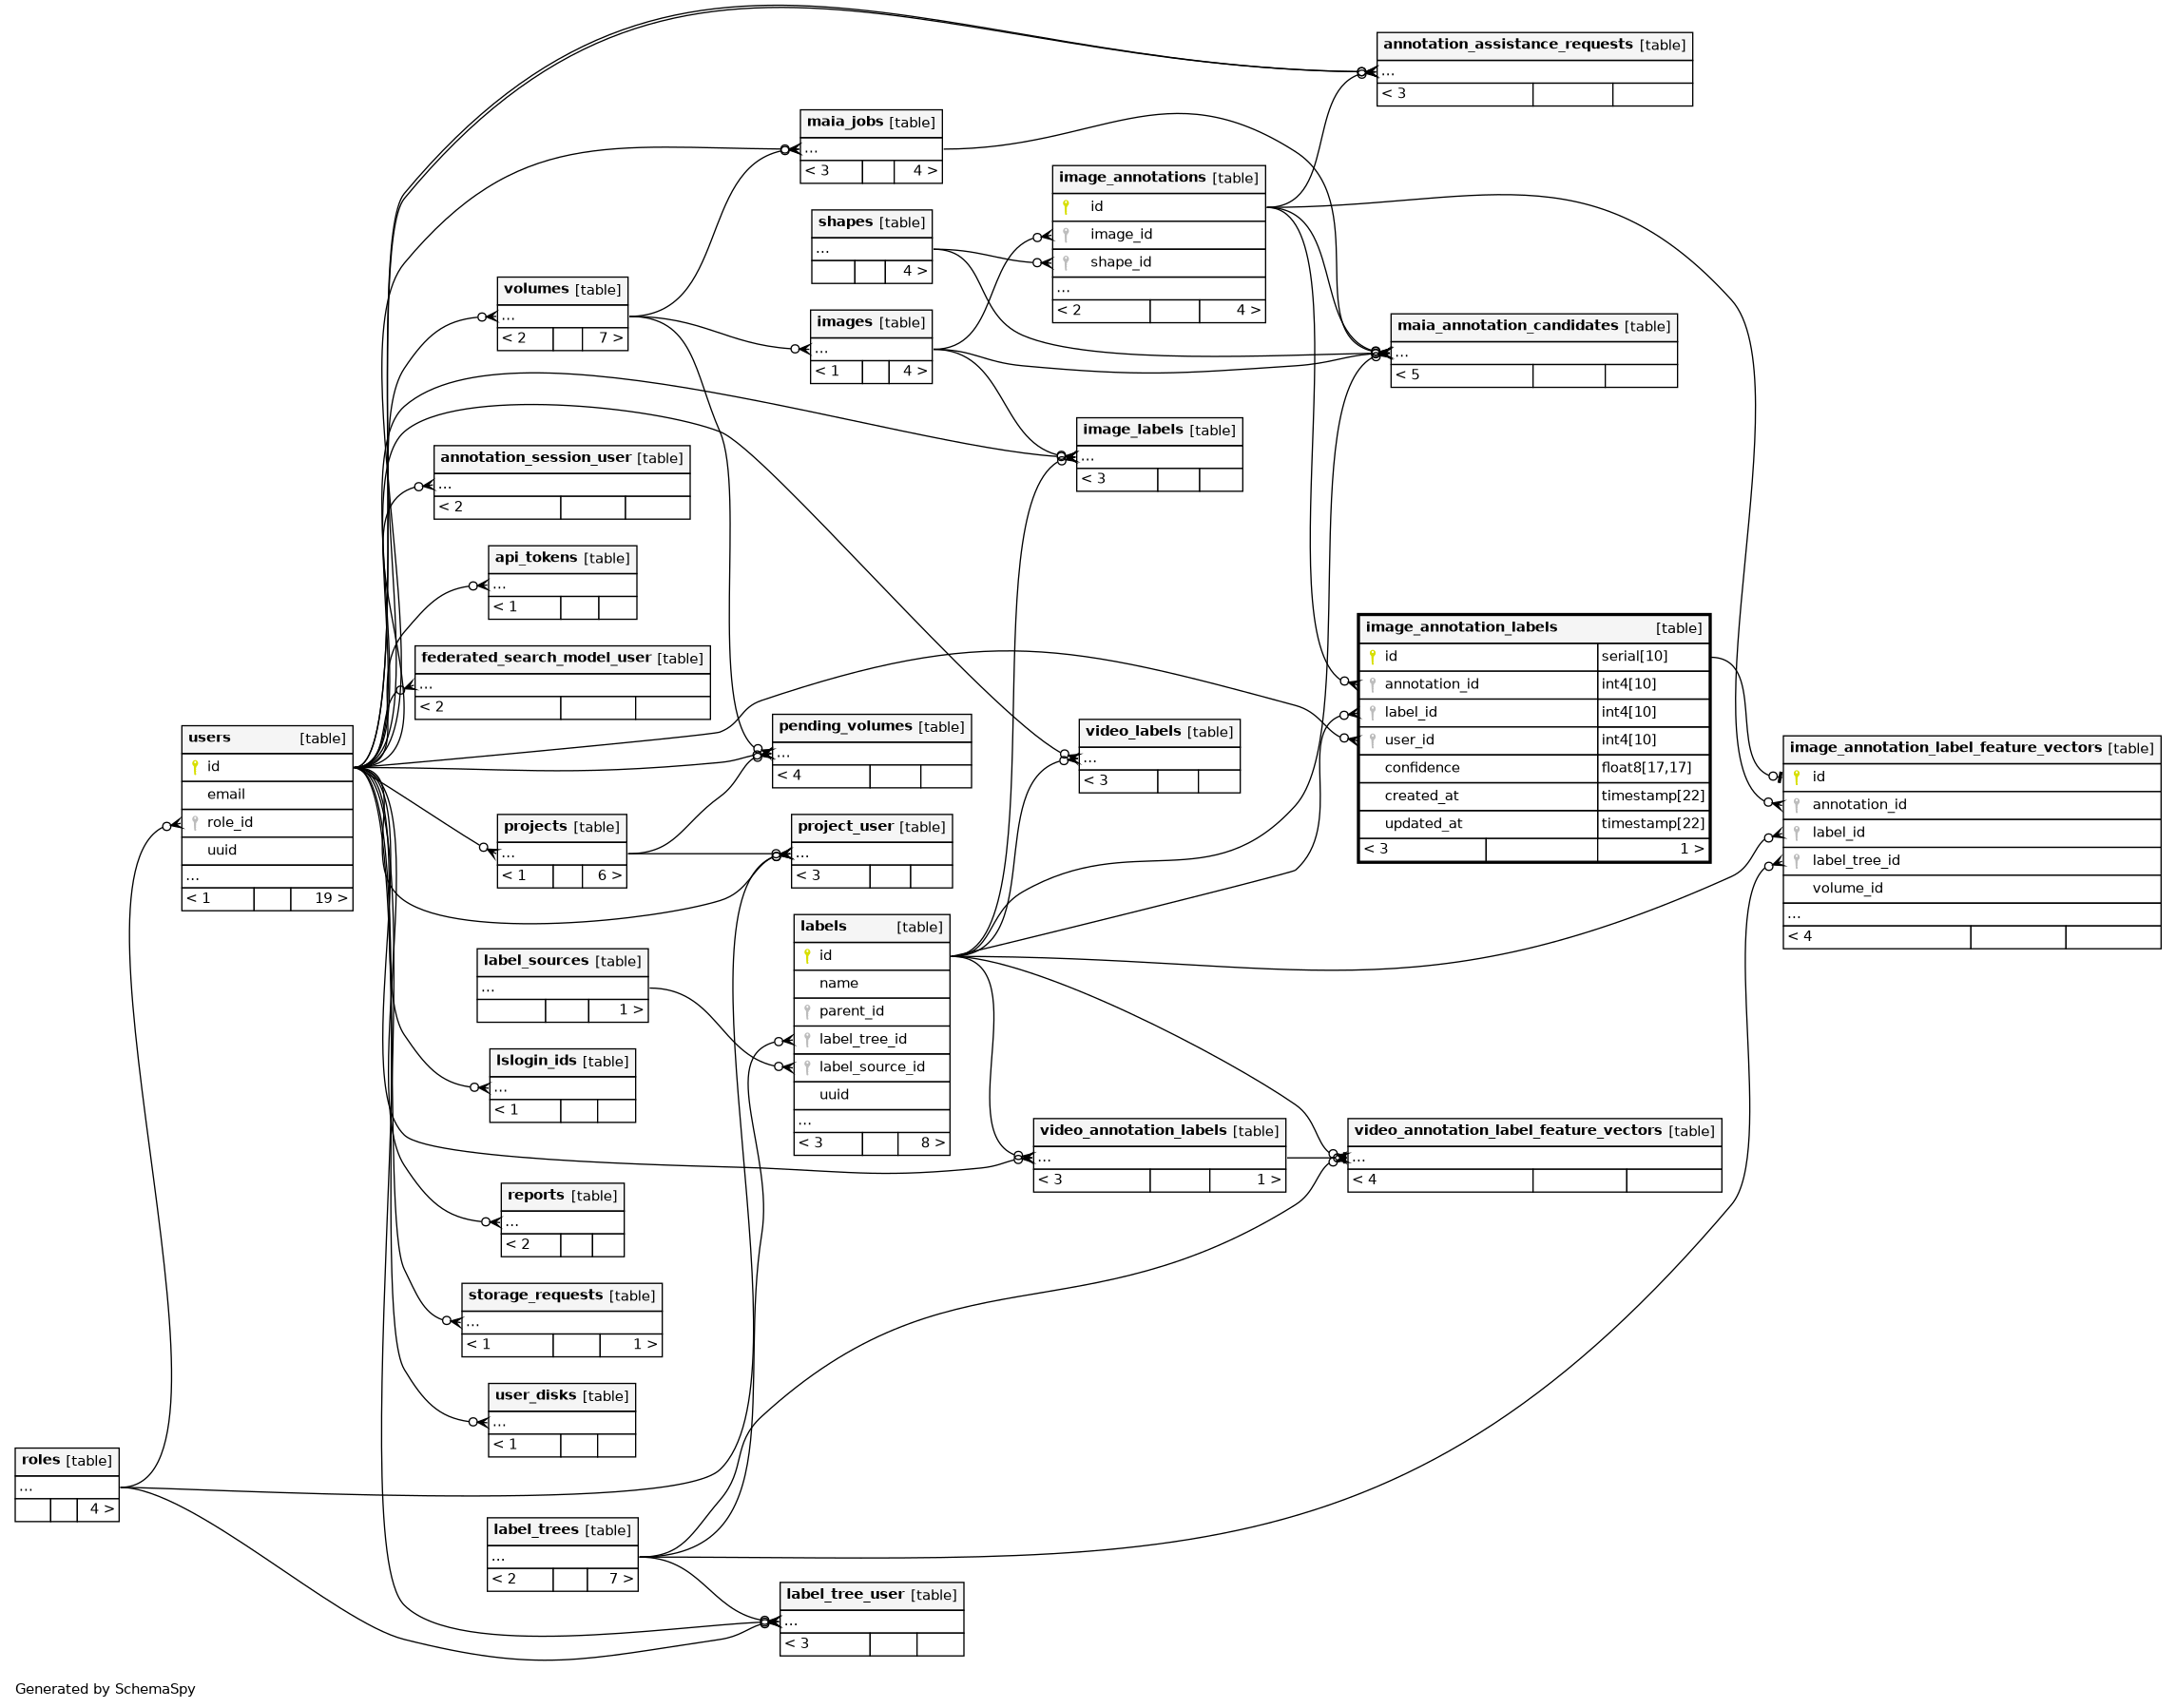 annotation_assistance_requests [table]
...
< 3
maia_jobs [table]
...
< 3 4 >
image_annotations [table]
id
image_id
shape_id
...
< 2 4 >
shapes [table]
...
4 >
volumes [table]
...
< 2 7 >
images [table]
...
< 1 4 >
maia_annotation_candidates [table]
...
< 5
image_labels [table]
...
< 3
annotation_session_user [table]
...
< 2
api_tokens [table]
...
< 1
federated_search_model_user [table]
...
< 2
image_annotation_labels [table]
id serial[10]
annotation_id int4[10]
label_id int4[10]
user_id int4[10]
confidence float8[17,17]
created_at timestamp[22]
updated_at timestamp[22]
< 3 1 >
users [table]
id
email
role_id
uuid
...
< 1 19 >
pending_volumes [table]
...
< 4
video_labels [table]
...
< 3
image_annotation_label_feature_vectors [table]
id
annotation_id
label_id
label_tree_id
volume_id
...
< 4
projects [table]
...
< 1 6 >
project_user [table]
...
< 3
labels [table]
id
name
parent_id
label_tree_id
label_source_id
uuid
...
< 3 8 >
label_sources [table]
...
1 >
lslogin_ids [table]
...
< 1
video_annotation_labels [table]
...
< 3 1 >
video_annotation_label_feature_vectors [table]
...
< 4
reports [table]
...
< 2
storage_requests [table]
...
< 1 1 >
user_disks [table]
...
< 1
roles [table]
...
4 >
label_trees [table]
...
< 2 7 >
label_tree_user [table]
...
< 3
Generated by SchemaSpy